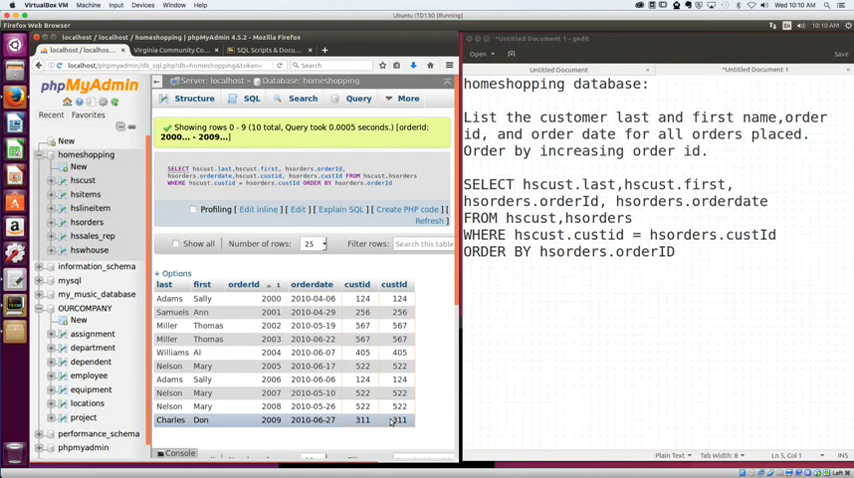 VirtualBox VM Machine Input Devices Window Help
Wed 10:10 AM
Ubuntu ITD130 [Running]
Firefox Web Browser
En
10:10 AM
localhost / localhost / homeshopping | phpMyAdmin 4.5.2 - Mozilla Firefox
localhost / localhos...
Virginia Community Co...
SQL Scripts & Docu...
localhost/phpmyadmin/db_sql.php?db=homeshopping&token=
Search
phpMyAdmin
Recent Favorites
New
homeshopping
New
hscust
hsitems
hslineitem
hsorders
hssales_rep
hswhouse
information_schema
mysql
my_music_database
OURCOMPANY
New
assignment
department
dependent
employee
equipment
locations
project
performance_schema
phpmyadmin
Server: localhost » Database: homeshopping
Structure SQL Search Query More
Showing rows 0 - 9 (10 total, Query took 0.0005 seconds.) [orderId:
2000... - 2009...]
SELECT hscust.last,hscust.first, hsorders.orderId,
hsorders.orderdate,hscust.custid, hsorders.custId FROM hscust,hsorders
WHERE hscust.custid = hsorders.custId ORDER BY hsorders.orderId
Profiling [ Edit inline ] [ Edit ] [ Explain SQL ] [ Create PHP code ] [
Refresh ]
Show all Number of rows: 25 Filter rows: Search this table
+ Options
last first orderId 1 orderdate custid custId
Adams Sally 2000 2010-04-06 124 124
Samuels Ann 2001 2010-04-29 256 256
Miller Thomas 2002 2010-05-19 567 567
Miller Thomas 2003 2010-06-22 567 567
Williams Al 2004 2010-06-07 405 405
Nelson Mary 2005 2010-06-17 522 522
Adams Sally 2006 2010-06-06 124 124
Nelson Mary 2007 2010-05-10 522 522
Nelson Mary 2008 2010-05-26 522 522
Charles Don 2009 2010-06-27 311 311
Console
*Untitled Document 1 - gedit
Open
Save
Untitled Document
*Untitled Document 1
homeshopping database:
List the customer last and first name,order
id, and order date for all orders placed.
Order by increasing order id.
SELECT hscust.last,hscust.first,
hsorders.orderId, hsorders.orderdate
FROM hscust,hsorders
WHERE hscust.custid = hsorders.custId
ORDER BY hsorders.orderID
Plain Text Tab Width: 8 Ln 5, Col 1 INS
Left